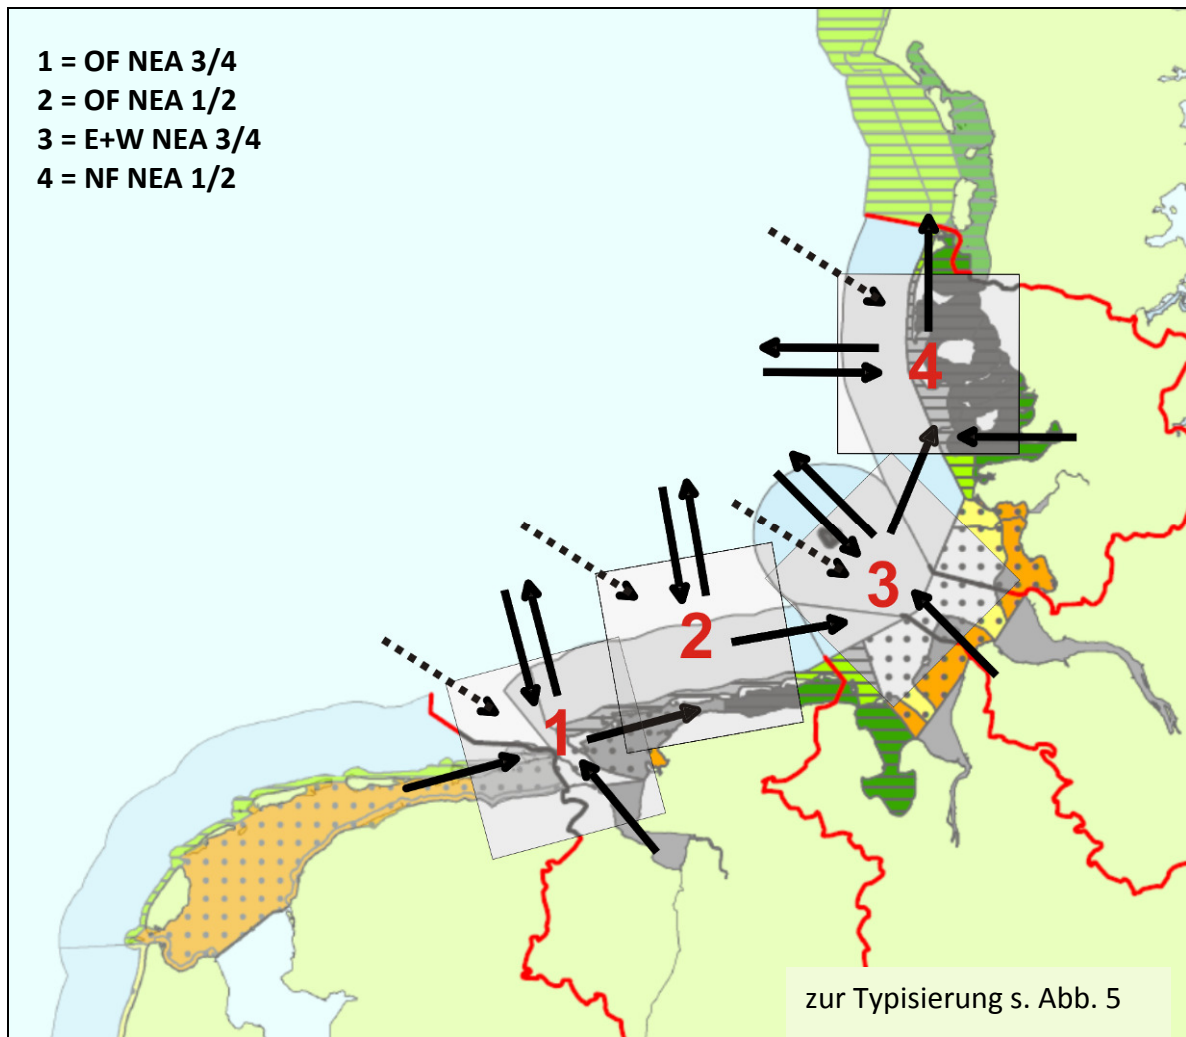 1 = OF NEA 3/4
2 = OF NEA 1/2
3 = E+W NEA 3/4
4 = NF NEA 1/2
4
3
2
1
zur Typisierung s. Abb. 5